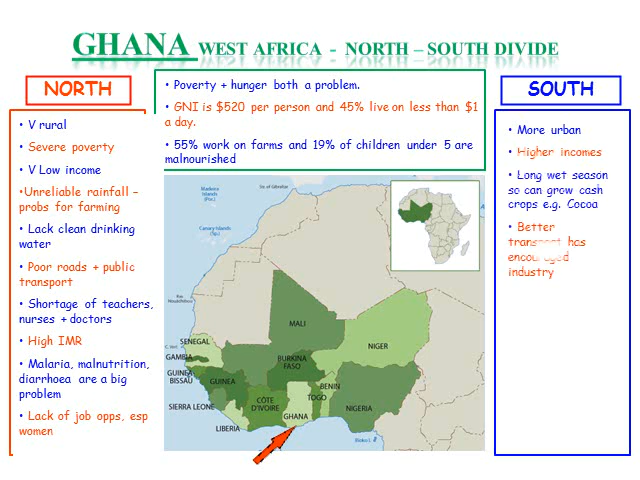 GHANA WEST AFRICA - NORTH – SOUTH DIVIDE
NORTH
• V rural
• Severe poverty
• V Low income
•Unreliable rainfall –
probs for farming
• Lack clean drinking
water
• Poor roads + public
transport
• Shortage of teachers,
nurses + doctors
• High IMR
• Malaria, malnutrition,
diarrhoea are a big
problem
• Lack of job opps, esp
women
• Poverty + hunger both a problem.
• GNI is $520 per person and 45% live on less than $1
a day.
• 55% work on farms and 19% of children under 5 are
malnourished
SOUTH
• More urban
• Higher incomes
• Long wet season
so can grow cash
crops e.g. Cocoa
• Better
transport has
encouraged
industry
Madeira
Islands
(Por.)
Canary Islands
(Sp.)
MALI
NIGER
SENEGAL
GAMBIA
GUINEA
BISSAU
GUINEA
BURKINA
FASO
BENIN
TOGO
CÔTE
D'IVOIRE
GHANA
NIGERIA
SIERRA LEONE
LIBERIA